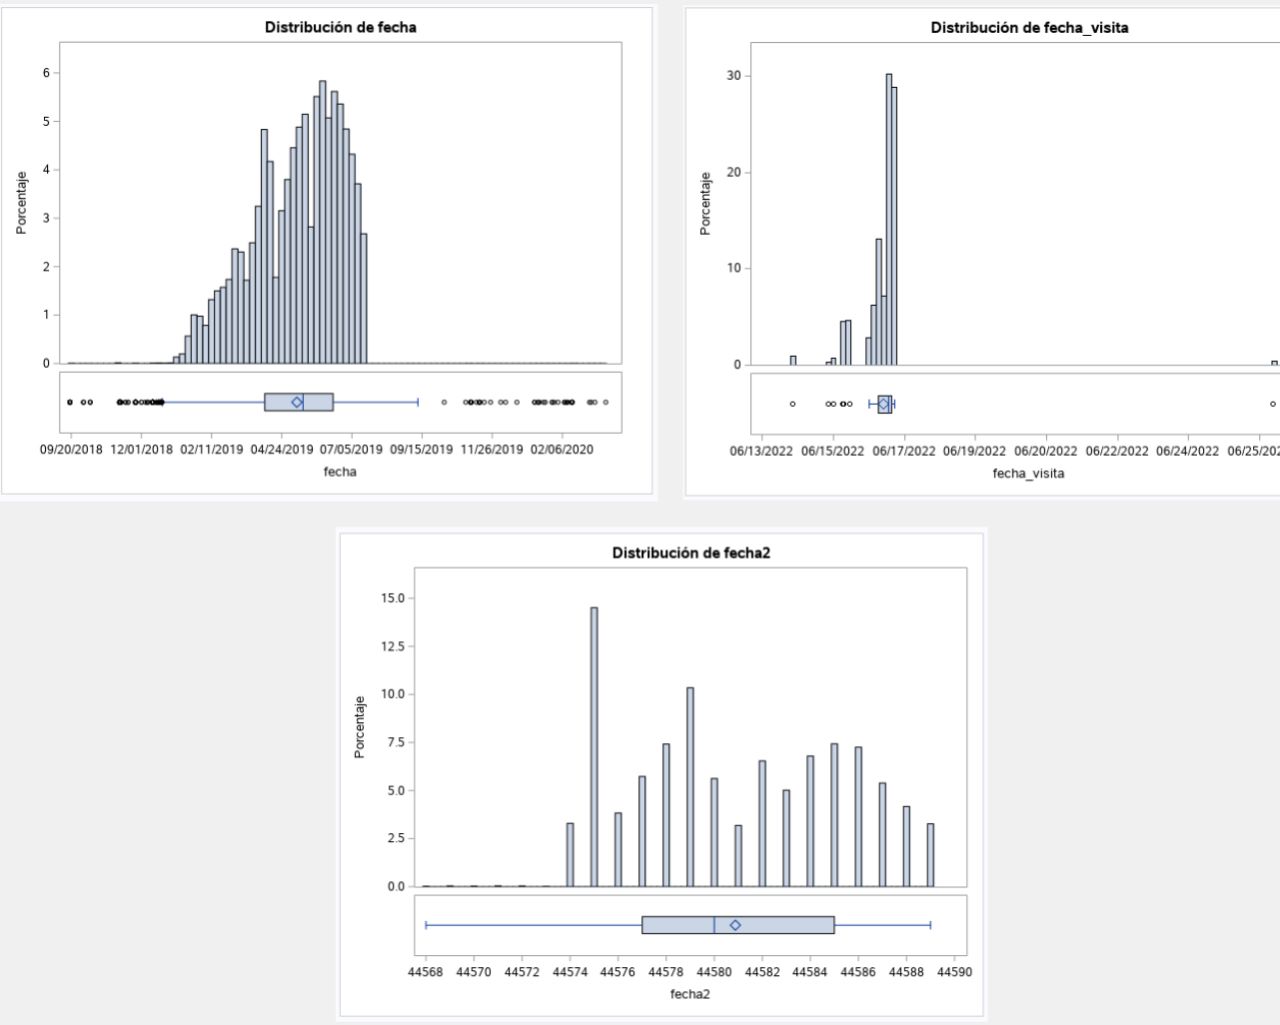 Distribución de fecha
Porcentaje
6
5
4
3
2
1
0
09/20/2018 12/01/2018 02/11/2019 04/24/2019 07/05/2019 09/15/2019 11/26/2019 02/06/2020
fecha
Distribución de fecha_visita
Porcentaje
30
20
10
0
06/13/2022 06/15/2022 06/17/2022 06/19/2022 06/20/2022 06/22/2022 06/24/2022 06/25/202
fecha_visita
Distribución de fecha2
Porcentaje
15.0
12.5
10.0
7.5
5.0
2.5
0.0
44568 44570 44572 44574 44576 44578 44580 44582 44584 44586 44588 44590
fecha2